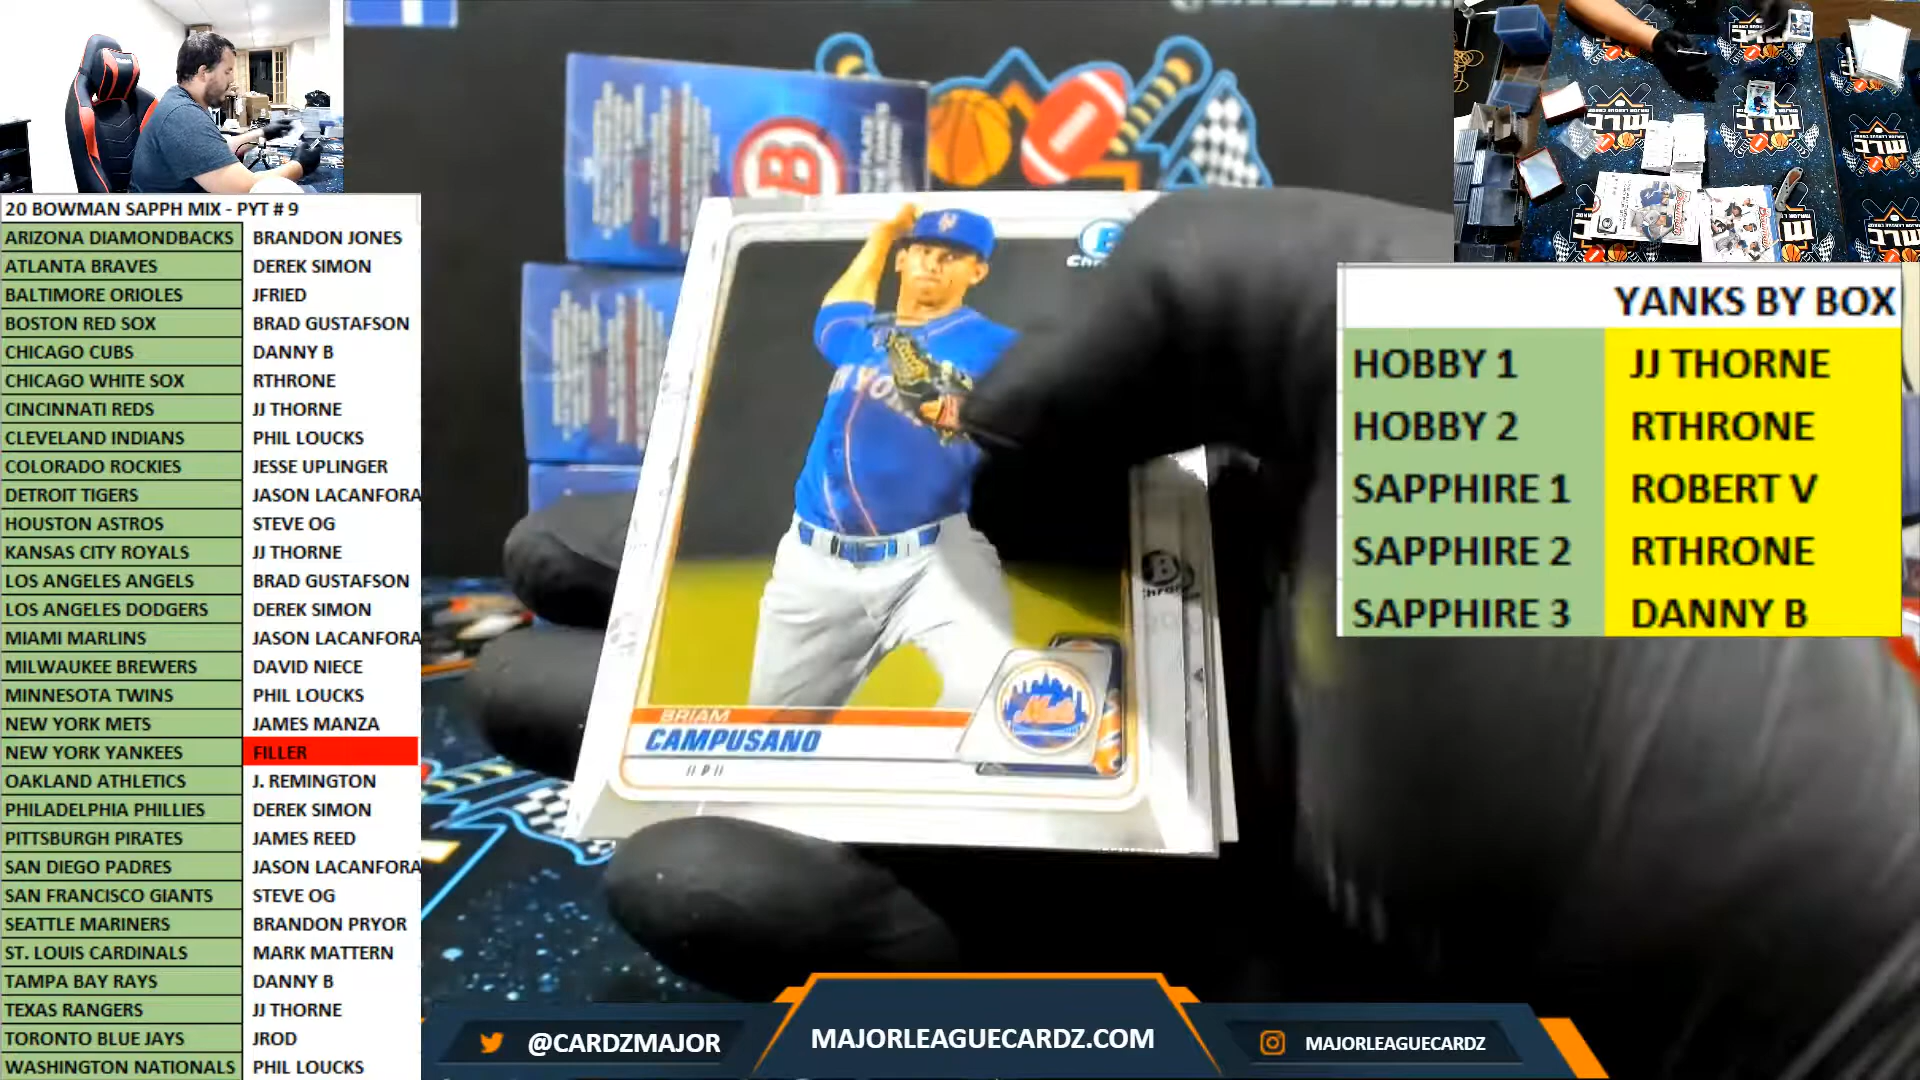 20 BOWMAN SAPPH MIX - PYT # 9
ARIZONA DIAMONDBACKS BRANDON JONES
ATLANTA BRAVES DEREK SIMON
BALTIMORE ORIOLES JFRIED
BOSTON RED SOX BRAD GUSTAFSON
CHICAGO CUBS DANNY B
CHICAGO WHITE SOX RTHRONE
CINCINNATI REDS JJ THORNE
CLEVELAND INDIANS PHIL LOUCKS
COLORADO ROCKIES JESSE UPLINGER
DETROIT TIGERS JASON LACANFORA
HOUSTON ASTROS STEVE OG
KANSAS CITY ROYALS JJ THORNE
LOS ANGELES ANGELS BRAD GUSTAFSON
LOS ANGELES DODGERS DEREK SIMON
MIAMI MARLINS JASON LACANFORA
MILWAUKEE BREWERS DAVID NIECE
MINNESOTA TWINS PHIL LOUCKS
NEW YORK METS JAMES MANZA
NEW YORK YANKEES FILLER
OAKLAND ATHLETICS J. REMINGTON
PHILADELPHIA PHILLIES DEREK SIMON
PITTSBURGH PIRATES JAMES REED
SAN DIEGO PADRES JASON LACANFORA
SAN FRANCISCO GIANTS STEVE OG
SEATTLE MARINERS BRANDON PRYOR
ST. LOUIS CARDINALS MARK MATTERN
TAMPA BAY RAYS DANNY B
TEXAS RANGERS JJ THORNE
TORONTO BLUE JAYS JROD
WASHINGTON NATIONALS PHIL LOUCKS
B
BRIAM
CAMPUSANO
// P //
Mets
YANKS BY BOX
HOBBY 1 JJ THORNE
HOBBY 2 RTHRONE
SAPPHIRE 1 ROBERT V
SAPPHIRE 2 RTHRONE
SAPPHIRE 3 DANNY B
@CARDZMAJOR
MAJORLEAGUECARDZ.COM
MAJORLEAGUECARDZ